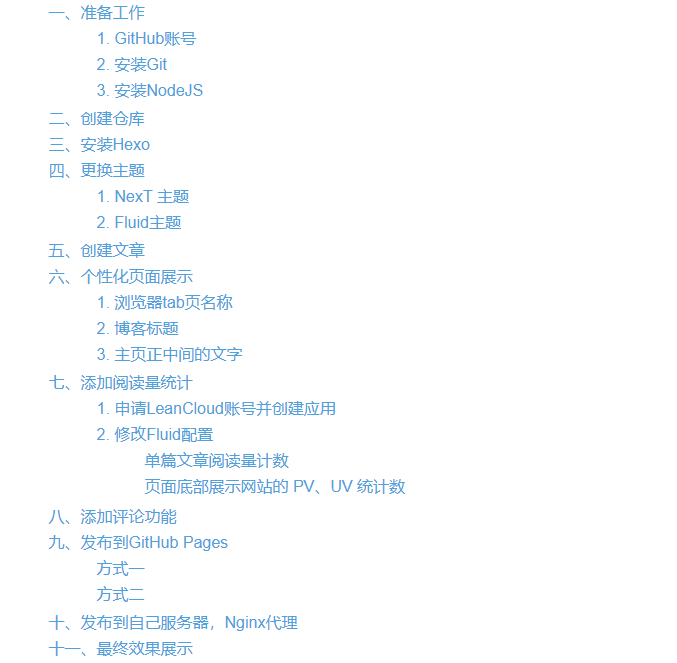 一、准备工作
1. GitHub账号
2. 安装Git
3. 安装NodeJS
二、创建仓库
三、安装Hexo
四、更换主题
1. NexT 主题
2. Fluid主题
五、创建文章
六、个性化页面展示
1. 浏览器tab页名称
2. 博客标题
3. 主页正中间的文字
七、添加阅读量统计
1. 申请LeanCloud账号并创建应用
2. 修改Fluid配置
单篇文章阅读量计数
页面底部展示网站的 PV、UV 统计数
八、添加评论功能
九、发布到GitHub Pages
方式一
方式二
十、发布到自己服务器，Nginx代理
十一、最终效果展示